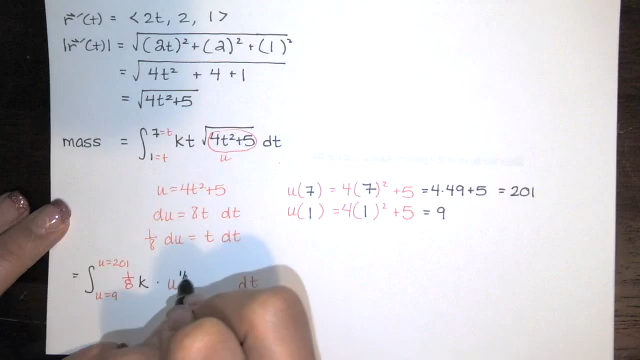 r⃗'(t) = <2t, 2, 1>
|r⃗'(t)| = √((2t)² + (2)² + (1)²)
= √(4t² + 4 + 1)
= √(4t²+5)
mass = ∫ 7=t 1=t kt √(4t²+5) dt
u
u = 4t²+5
du = 8t dt
1/8 du = t dt
u(7) = 4(7)² + 5 = 4·49+5 = 201
u(1) = 4(1)² + 5 = 9
= ∫ u=201 u=9 1/8 k · u dt